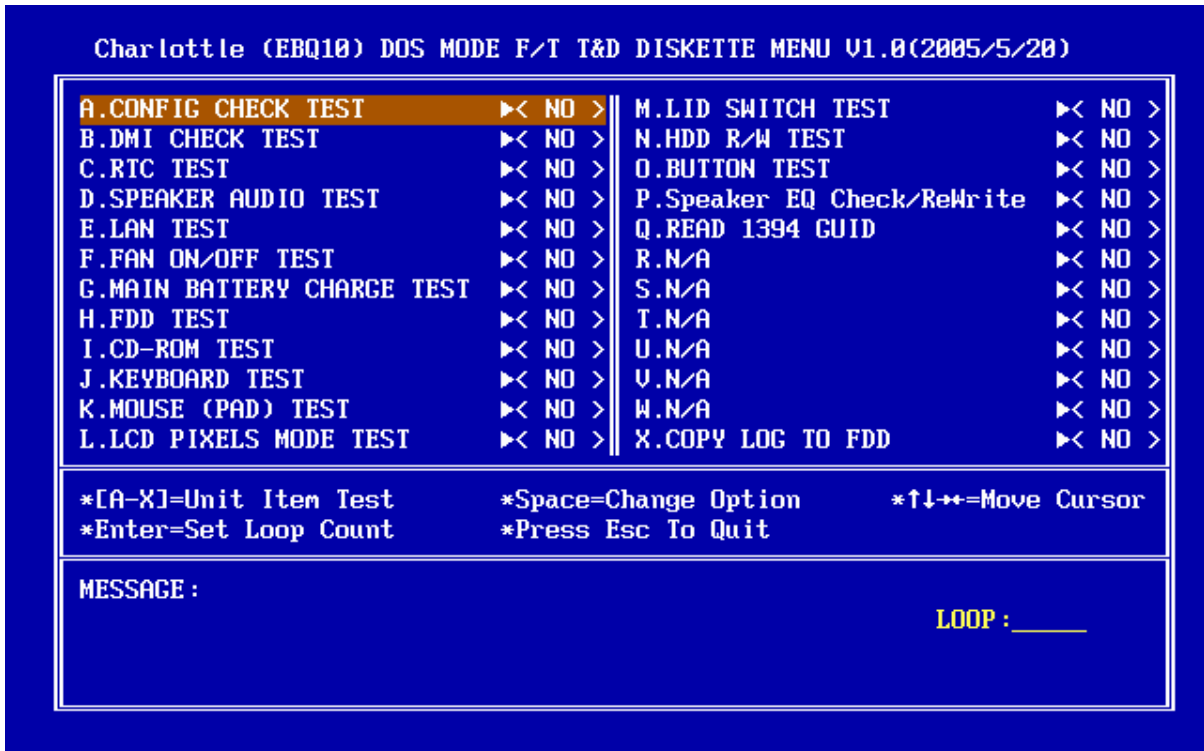 Charlottle (EBQ10) DOS MODE F/T T&D DISKETTE MENU V1.0(2005/5/20)
A.CONFIG CHECK TEST ►< NO >
B.DMI CHECK TEST ►< NO >
C.RTC TEST ►< NO >
D.SPEAKER AUDIO TEST ►< NO >
E.LAN TEST ►< NO >
F.FAN ON/OFF TEST ►< NO >
G.MAIN BATTERY CHARGE TEST ►< NO >
H.FDD TEST ►< NO >
I.CD-ROM TEST ►< NO >
J.KEYBOARD TEST ►< NO >
K.MOUSE (PAD) TEST ►< NO >
L.LCD PIXELS MODE TEST ►< NO >
M.LID SWITCH TEST ►< NO >
N.HDD R/W TEST ►< NO >
O.BUTTON TEST ►< NO >
P.Speaker EQ Check/ReWrite ►< NO >
Q.READ 1394 GUID ►< NO >
R.N/A ►< NO >
S.N/A ►< NO >
T.N/A ►< NO >
U.N/A ►< NO >
V.N/A ►< NO >
W.N/A ►< NO >
X.COPY LOG TO FDD ►< NO >
*[A-X]=Unit Item Test *Space=Change Option *↑↓→←=Move Cursor
*Enter=Set Loop Count *Press Esc To Quit
MESSAGE:
LOOP:_____